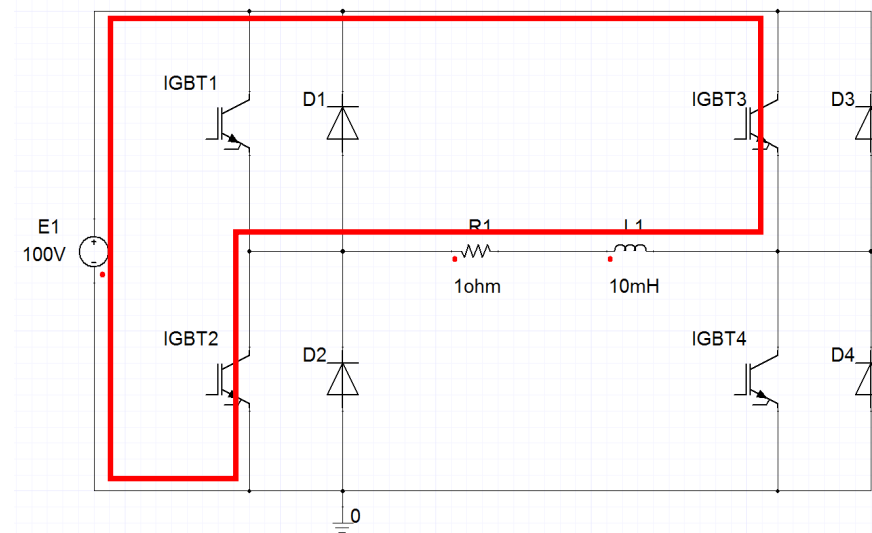 IGBT1
D1
IGBT3
D3
E1
100V
R1
L1
1ohm
10mH
IGBT2
D2
IGBT4
D4
0